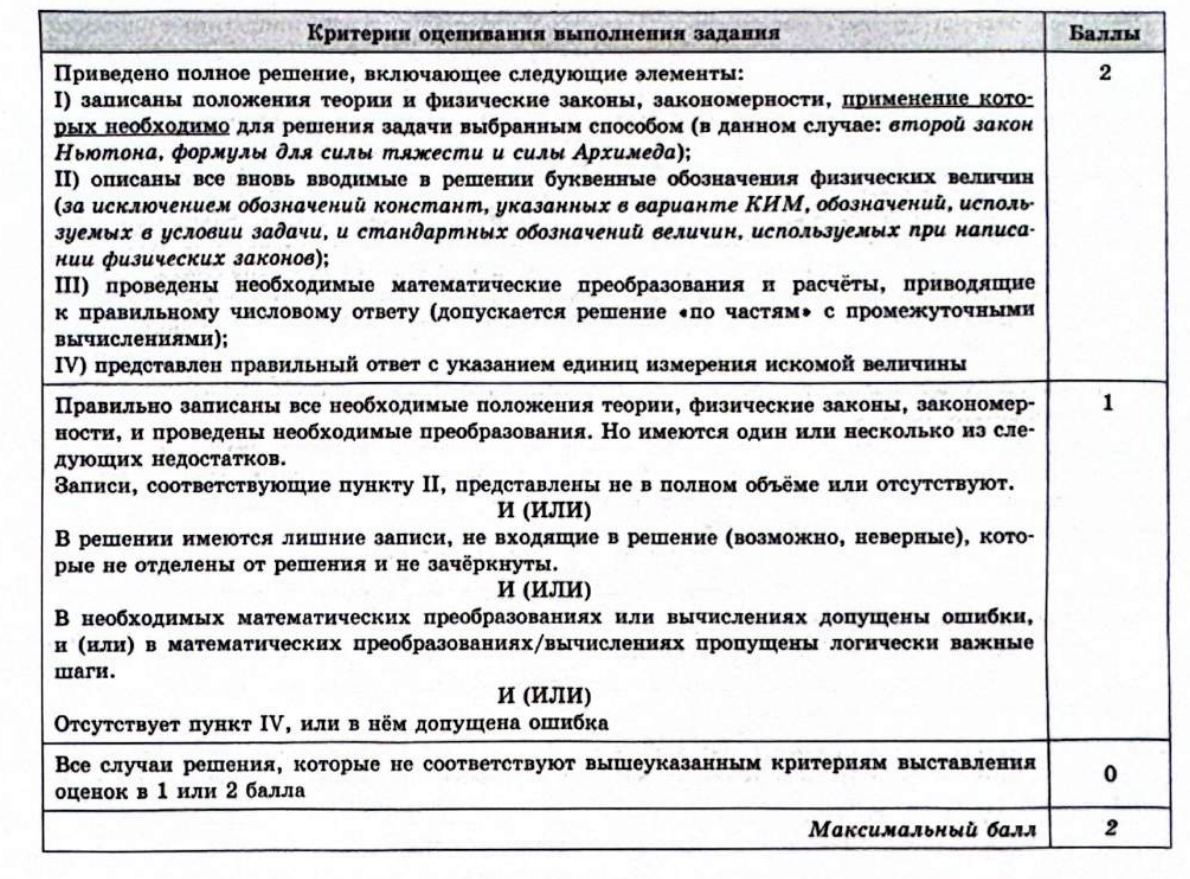 Критерии оценивания выполнения задания Баллы
Приведено полное решение, включающее следующие элементы: 2
I) записаны положения теории и физические законы, закономерности, применение кото-
рых необходимо для решения задачи выбранным способом (в данном случае: второй закон
Ньютона, формулы для силы тяжести и силы Архимеда);
II) описаны все вновь вводимые в решении буквенные обозначения физических величин
(за исключением обозначений констант, указанных в варианте КИМ, обозначений, исполь-
зуемых в условии задачи, и стандартных обозначений величин, используемых при написа-
нии физических законов);
III) проведены необходимые математические преобразования и расчёты, приводящие
к правильному числовому ответу (допускается решение «по частям» с промежуточными
вычислениями);
IV) представлен правильный ответ с указанием единиц измерения искомой величины
Правильно записаны все необходимые положения теории, физические законы, закономер- 1
ности, и проведены необходимые преобразования. Но имеются один или несколько из сле-
дующих недостатков.
Записи, соответствующие пункту II, представлены не в полном объёме или отсутствуют.
И (ИЛИ)
В решении имеются лишние записи, не входящие в решение (возможно, неверные), кото-
рые не отделены от решения и не зачёркнуты.
И (ИЛИ)
В необходимых математических преобразованиях или вычислениях допущены ошибки,
и (или) в математических преобразованиях/вычислениях пропущены логически важные
шаги.
И (ИЛИ)
Отсутствует пункт IV, или в нём допущена ошибка
Все случаи решения, которые не соответствуют вышеуказанным критериям выставления 0
оценок в 1 или 2 балла
Максимальный балл 2